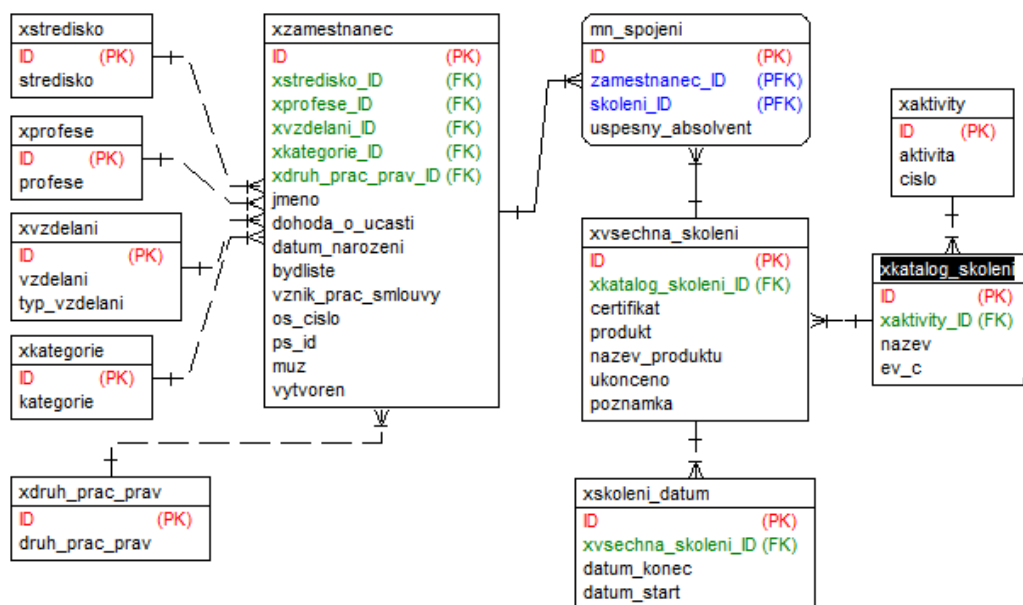 xstredisko
ID (PK)
stredisko
xprofese
ID (PK)
profese
xvzdelani
ID (PK)
vzdelani
typ_vzdelani
xkategorie
ID (PK)
kategorie
xdruh_prac_prav
ID (PK)
druh_prac_prav
xzamestnanec
ID (PK)
xstredisko_ID (FK)
xprofese_ID (FK)
xvzdelani_ID (FK)
xkategorie_ID (FK)
xdruh_prac_prav_ID (FK)
jmeno
dohoda_o_ucasti
datum_narozeni
bydliste
vznik_prac_smlouvy
os_cislo
ps_id
muz
vytvoren
mn_spojeni
ID (PK)
zamestnanec_ID (PFK)
skoleni_ID (PFK)
uspesny_absolvent
xvsechna_skoleni
ID (PK)
xkatalog_skoleni_ID (FK)
certifikat
produkt
nazev_produktu
ukonceno
poznamka
xskoleni_datum
ID (PK)
xvsechna_skoleni_ID (FK)
datum_konec
datum_start
xaktivity
ID (PK)
aktivita
cislo
xkatalog_skoleni
ID (PK)
xaktivity_ID (FK)
nazev
ev_c